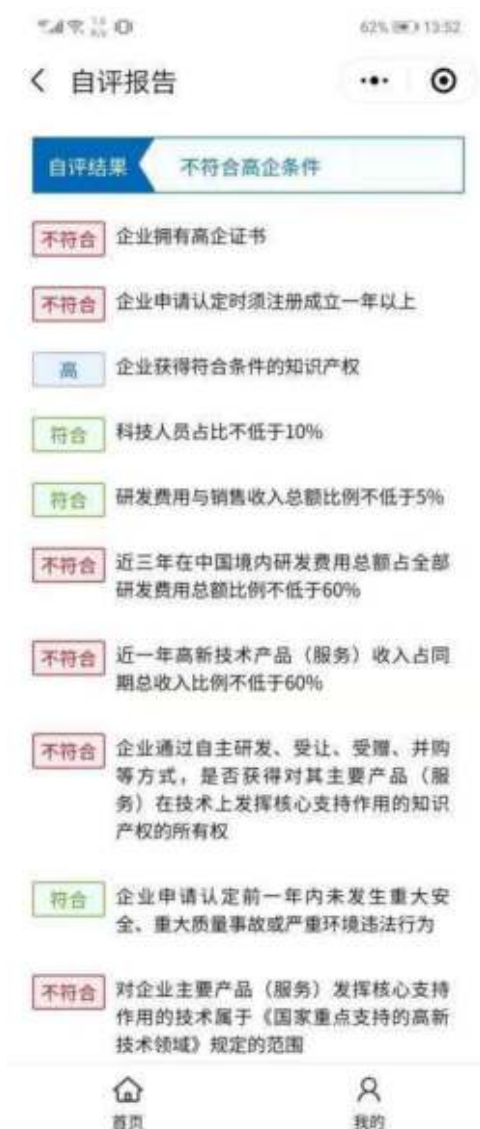 62% 13:52
自评报告
自评结果 不符合高企条件
不符合 企业拥有高企证书
不符合 企业申请认定时须注册成立一年以上
高 企业获得符合条件的知识产权
符合 科技人员占比不低于10%
符合 研发费用与销售收入总额比例不低于5%
不符合 近三年在中国境内研发费用总额占全部
研发费用总额比例不低于60%
不符合 近一年高新技术产品（服务）收入占同
期总收入比例不低于60%
不符合 企业通过自主研发、受让、受赠、并购
等方式，是否获得对其主要产品（服
务）在技术上发挥核心支持作用的知识
产权的所有权
符合 企业申请认定前一年内未发生重大安
全、重大质量事故或严重环境违法行为
不符合 对企业主要产品（服务）发挥核心支持
作用的技术属于《国家重点支持的高新
技术领域》规定的范围
首页 我的